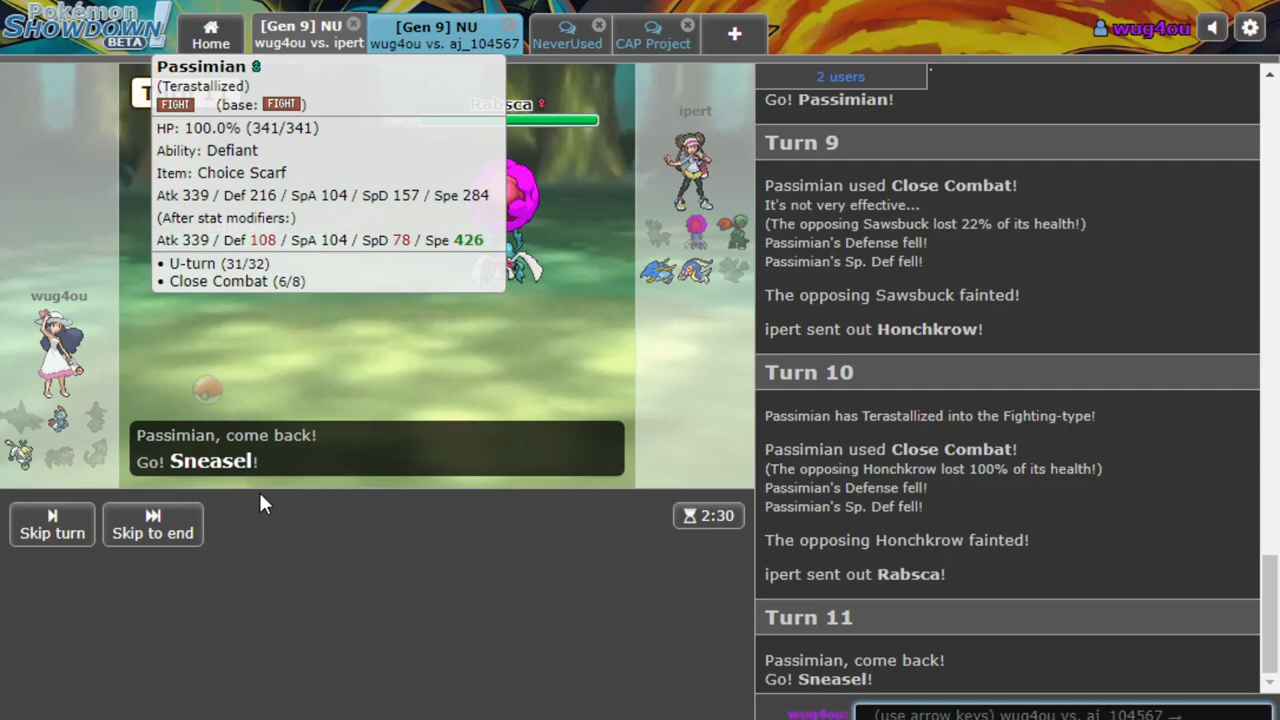 Pokémon
SHOWDOWN!
BETA
Home
[Gen 9] NU
wug4ou vs. ipert
[Gen 9] NU
wug4ou vs. aj_104567
NeverUsed
CAP Project
+
wug4ou
Passimian
(Terastallized)
FIGHT (base: FIGHT)
HP: 100.0% (341/341)
Ability: Defiant
Item: Choice Scarf
Atk 339 / Def 216 / SpA 104 / SpD 157 / Spe 284
(After stat modifiers:)
Atk 339 / Def 108 / SpA 104 / SpD 78 / Spe 426
• U-turn (31/32)
• Close Combat (6/8)
Rabsca
ipert
wug4ou
Passimian, come back!
Go! Sneasel!
Skip turn
Skip to end
2:30
2 users
Go! Passimian!
Turn 9
Passimian used Close Combat!
It's not very effective...
(The opposing Sawsbuck lost 22% of its health!)
Passimian's Defense fell!
Passimian's Sp. Def fell!
The opposing Sawsbuck fainted!
ipert sent out Honchkrow!
Turn 10
Passimian has Terastallized into the Fighting-type!
Passimian used Close Combat!
(The opposing Honchkrow lost 100% of its health!)
Passimian's Defense fell!
Passimian's Sp. Def fell!
The opposing Honchkrow fainted!
ipert sent out Rabsca!
Turn 11
Passimian, come back!
Go! Sneasel!
wug4ou: (use arrow keys) wug4ou vs. aj_104567 →